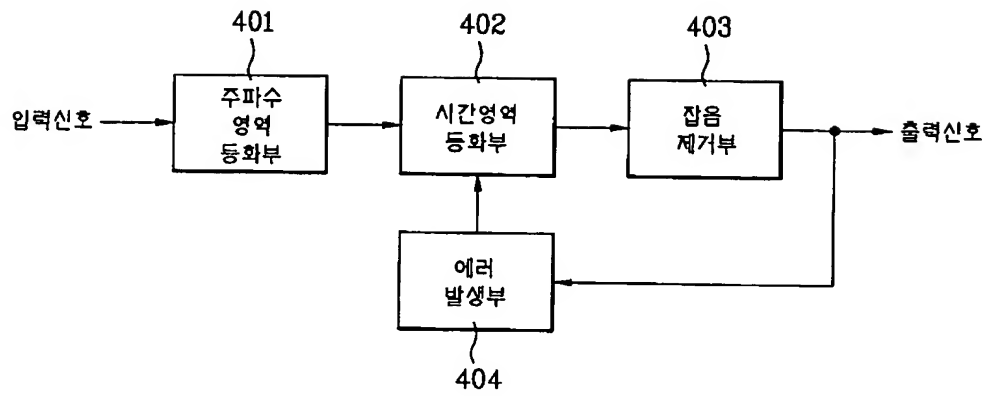 401
402
403
입력신호
주파수
영역
등화부
시간영역
등화부
잡음
제거부
출력신호
에러
발생부
404